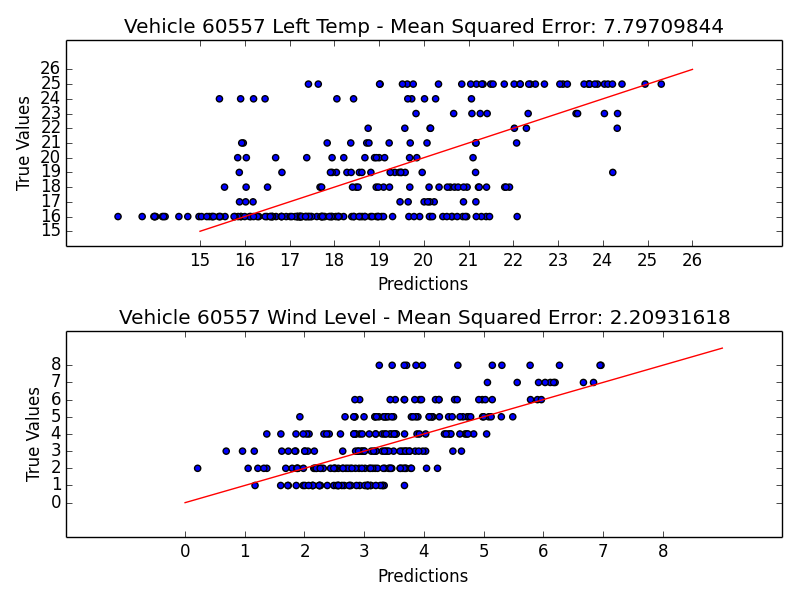 Vehicle 60557 Left Temp - Mean Squared Error: 7.79709844
True Values
26
25
24
23
22
21
20
19
18
17
16
15
15 16 17 18 19 20 21 22 23 24 25 26
Predictions
Vehicle 60557 Wind Level - Mean Squared Error: 2.20931618
True Values
8
7
6
5
4
3
2
1
0
0 1 2 3 4 5 6 7 8
Predictions